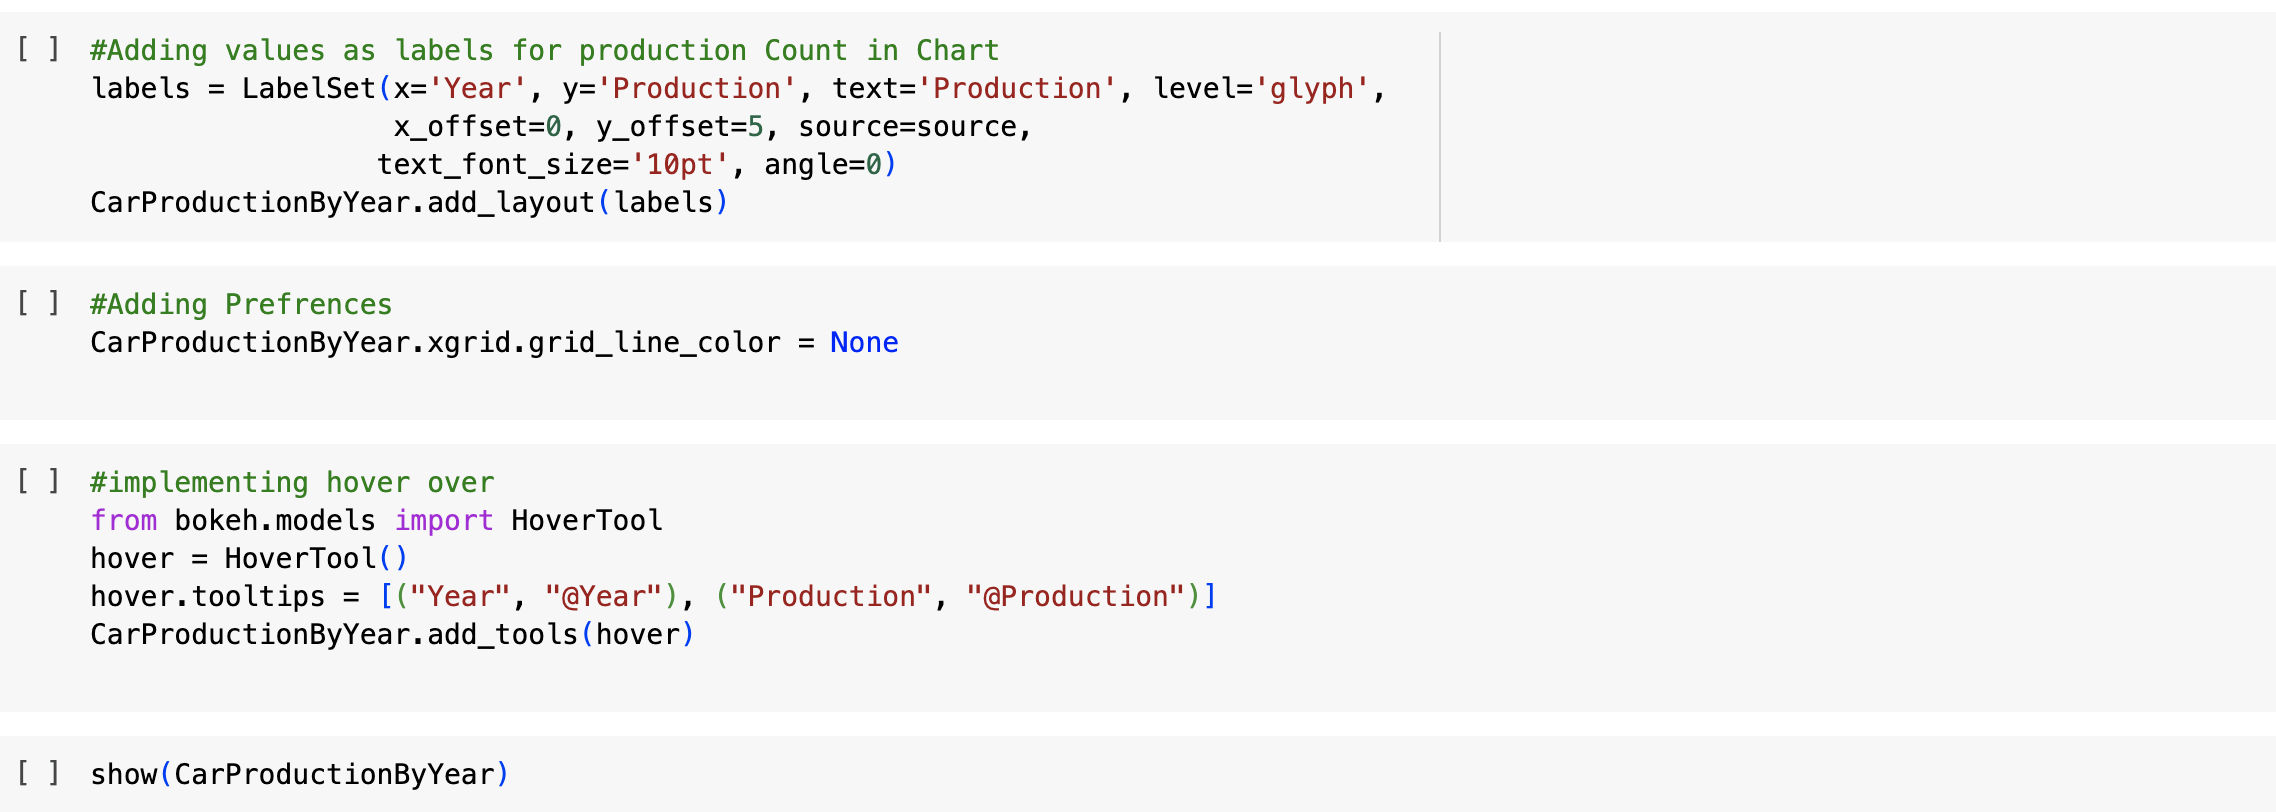 [ ] #Adding values as labels for production Count in Chart
labels = LabelSet(x='Year', y='Production', text='Production', level='glyph',
x_offset=0, y_offset=5, source=source,
text_font_size='10pt', angle=0)
CarProductionByYear.add_layout(labels)
[ ] #Adding Prefrences
CarProductionByYear.xgrid.grid_line_color = None
[ ] #implementing hover over
from bokeh.models import HoverTool
hover = HoverTool()
hover.tooltips = [("Year", "@Year"), ("Production", "@Production")]
CarProductionByYear.add_tools(hover)
[ ] show(CarProductionByYear)